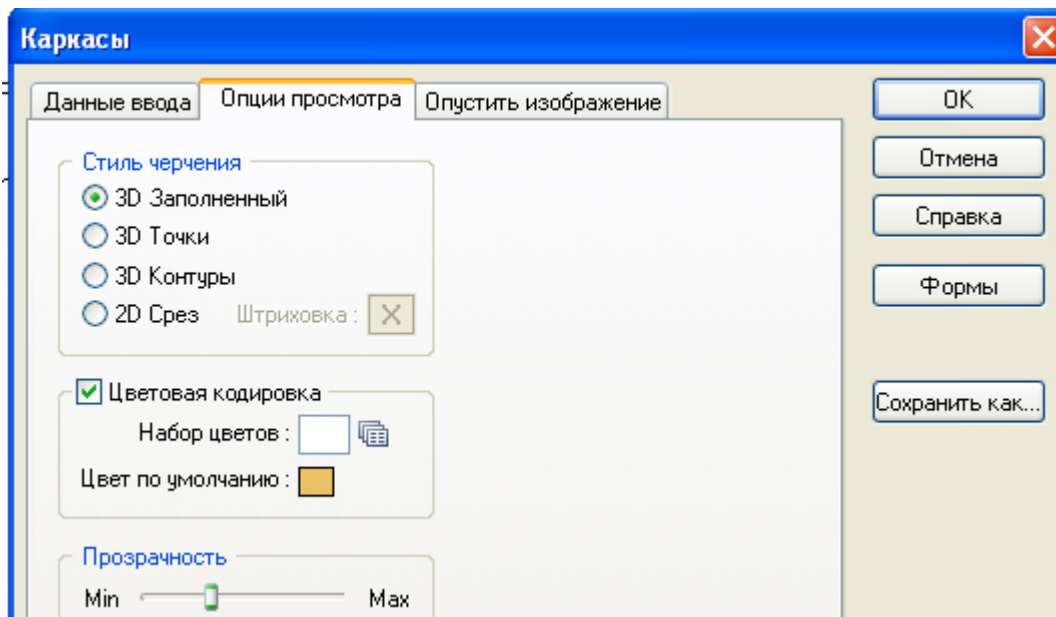 Каркасы
Данные ввода
Опции просмотра
Опустить изображение
Стиль черчения
3D Заполненный
3D Точки
3D Контуры
2D Срез Штриховка :
Цветовая кодировка
Набор цветов :
Цвет по умолчанию :
Прозрачность
Min Max
OK
Отмена
Справка
Формы
Сохранить как...